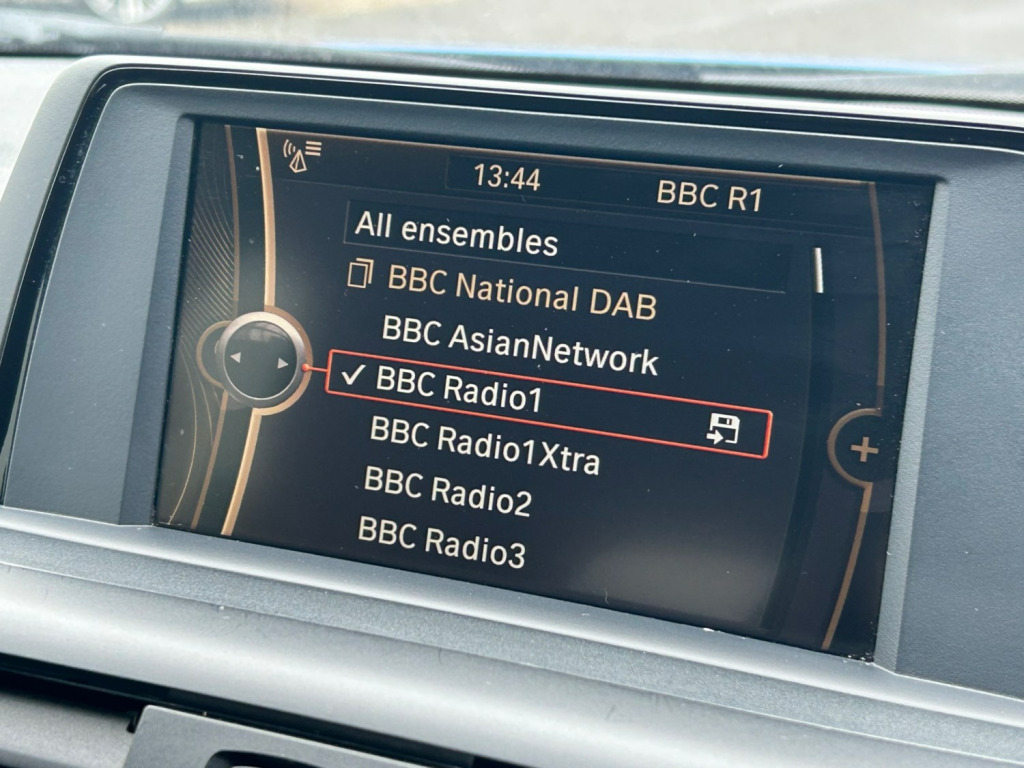 13:44 BBC R1
All ensembles
BBC National DAB
BBC AsianNetwork
BBC Radio1
BBC Radio1Xtra
BBC Radio2
BBC Radio3